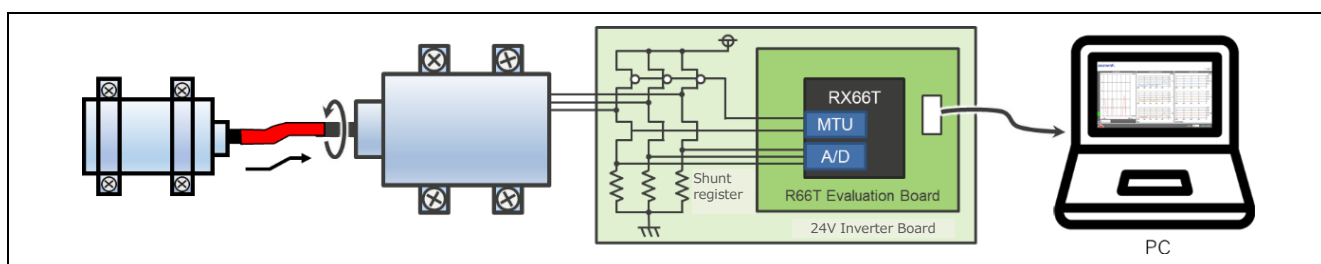 RX66T
MTU
A/D
Shunt
register
R66T Evaluation Board
24V Inverter Board
PC